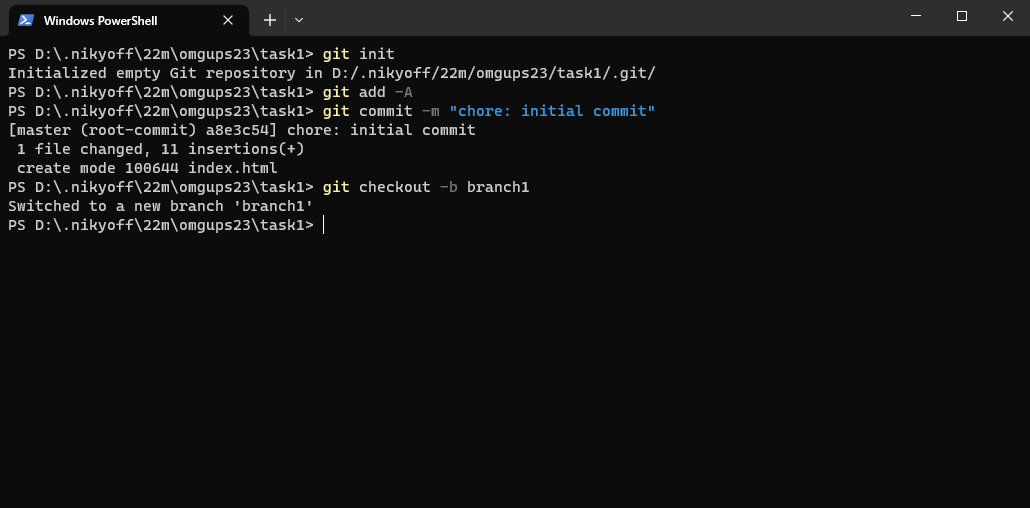 Windows PowerShell
PS D:\.nikyoff\22m\omgups23\task1> git init
Initialized empty Git repository in D:/.nikyoff/22m/omgups23/task1/.git/
PS D:\.nikyoff\22m\omgups23\task1> git add -A
PS D:\.nikyoff\22m\omgups23\task1> git commit -m "chore: initial commit"
[master (root-commit) a8e3c54] chore: initial commit
 1 file changed, 11 insertions(+)
 create mode 100644 index.html
PS D:\.nikyoff\22m\omgups23\task1> git checkout -b branch1
Switched to a new branch 'branch1'
PS D:\.nikyoff\22m\omgups23\task1>